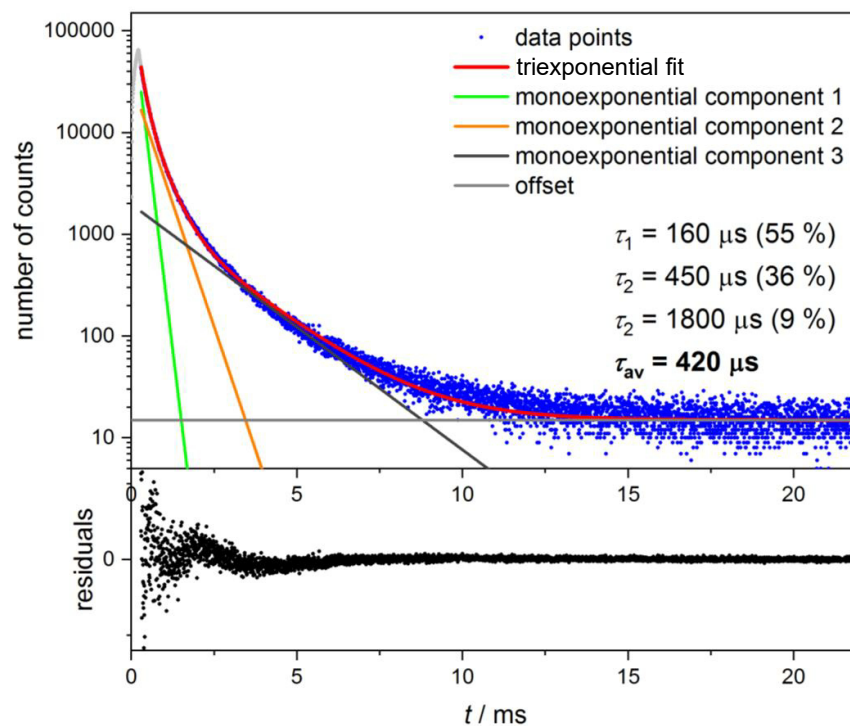 100000
10000
1000
100
10
number of counts
data points
triexponential fit
monoexponential component 1
monoexponential component 2
monoexponential component 3
offset
τ1 = 160 μs (55 %)
τ2 = 450 μs (36 %)
τ2 = 1800 μs (9 %)
τav = 420 μs
0 5 10 15 20
0
residuals
0 5 10 15 20
t / ms